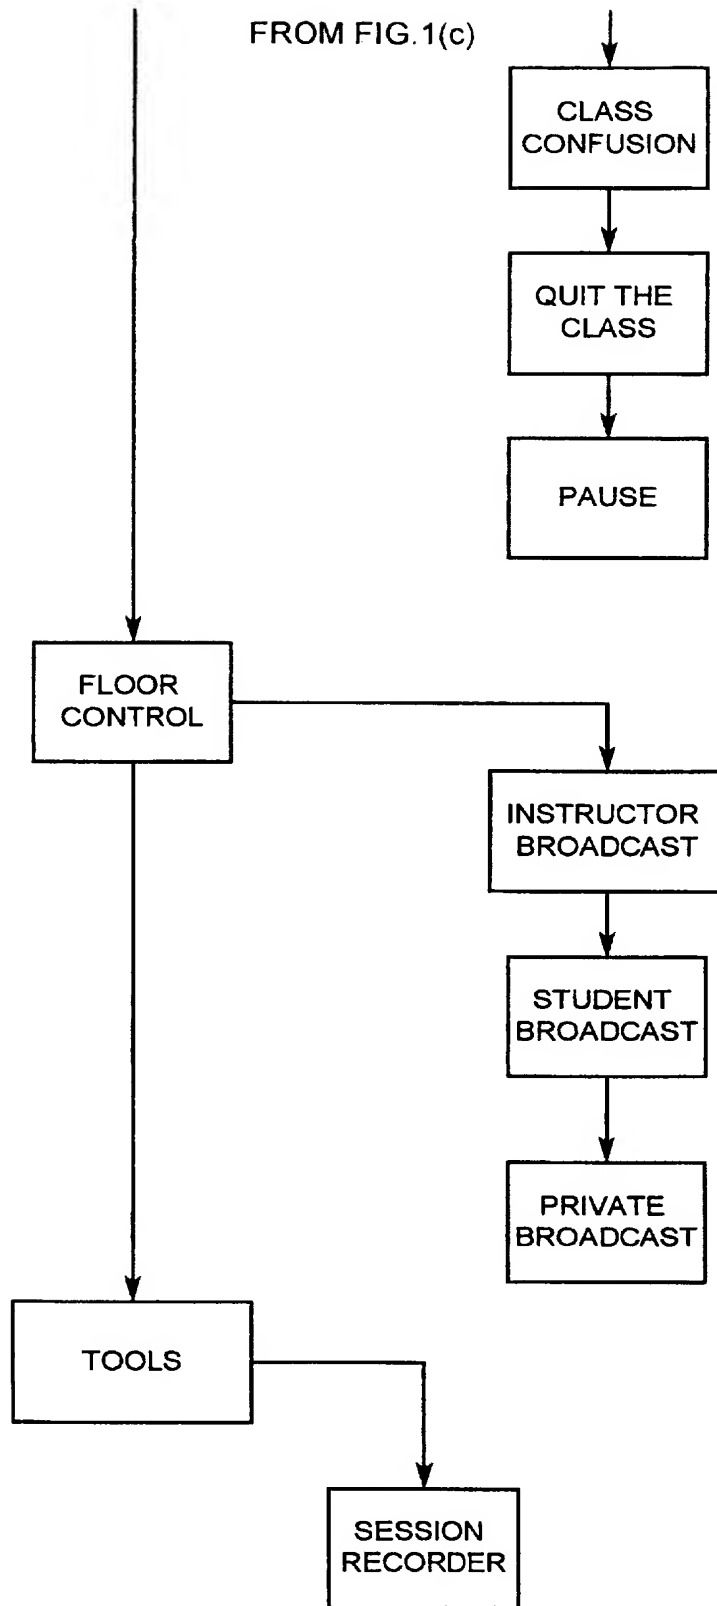 FROM FIG.1(c)
CLASS
CONFUSION
QUIT THE
CLASS
PAUSE
FLOOR
CONTROL
INSTRUCTOR
BROADCAST
STUDENT
BROADCAST
PRIVATE
BROADCAST
TOOLS
SESSION
RECORDER